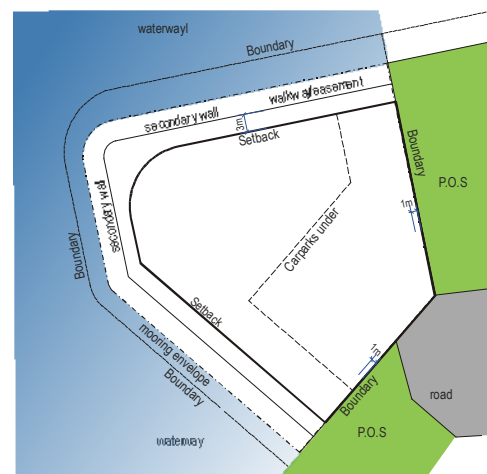 waterwayl
Boundary
walkway easement
secondary wall
3m
Setback
Boundary
P.O.S
secondary wall
1m
Carparks under
Boundary
Setback
mooring envelope
1m
Boundary
Boundary
road
P.O.S
waterway